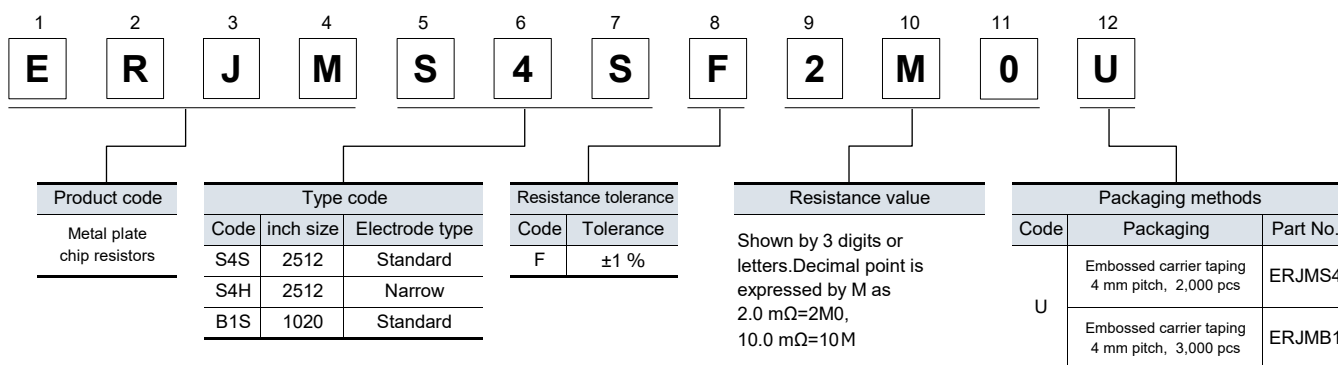 1 2 3 4 5 6 7 8 9 10 11 12
E R J M S 4 S F 2 M 0 U
Product code
Metal plate
chip resistors
Type code
Code inch size Electrode type
S4S 2512 Standard
S4H 2512 Narrow
B1S 1020 Standard
Resistance tolerance
Code Tolerance
F ±1 %
Resistance value
Shown by 3 digits or
letters.Decimal point is
expressed by M as
2.0 mΩ=2M0,
10.0 mΩ=10M
Packaging methods
Code Packaging Part No.
U
Embossed carrier taping
4 mm pitch, 2,000 pcs
ERJMS4
Embossed carrier taping
4 mm pitch, 3,000 pcs
ERJMB1